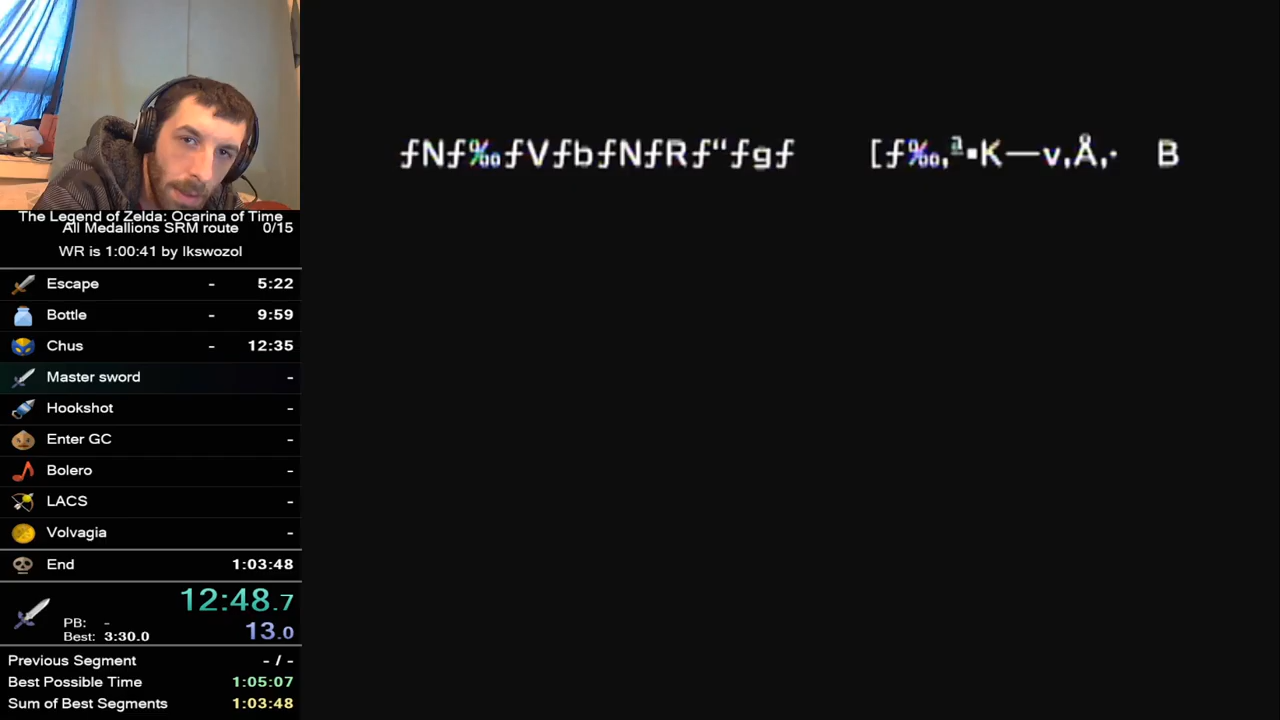 ƒNƒ‰ƒVƒbƒNƒRƒ“ƒgƒ [ƒ‰‚ª•K—v‚Å‚· B
The Legend of Zelda: Ocarina of Time
All Medallions SRM route 0/15
WR is 1:00:41 by lkswozol
Escape - 5:22
Bottle - 9:59
Chus - 12:35
Master sword -
Hookshot -
Enter GC -
Bolero -
LACS -
Volvagia -
End 1:03:48
12:48.7
PB: - 13.0
Best: 3:30.0
Previous Segment - / -
Best Possible Time 1:05:07
Sum of Best Segments 1:03:48